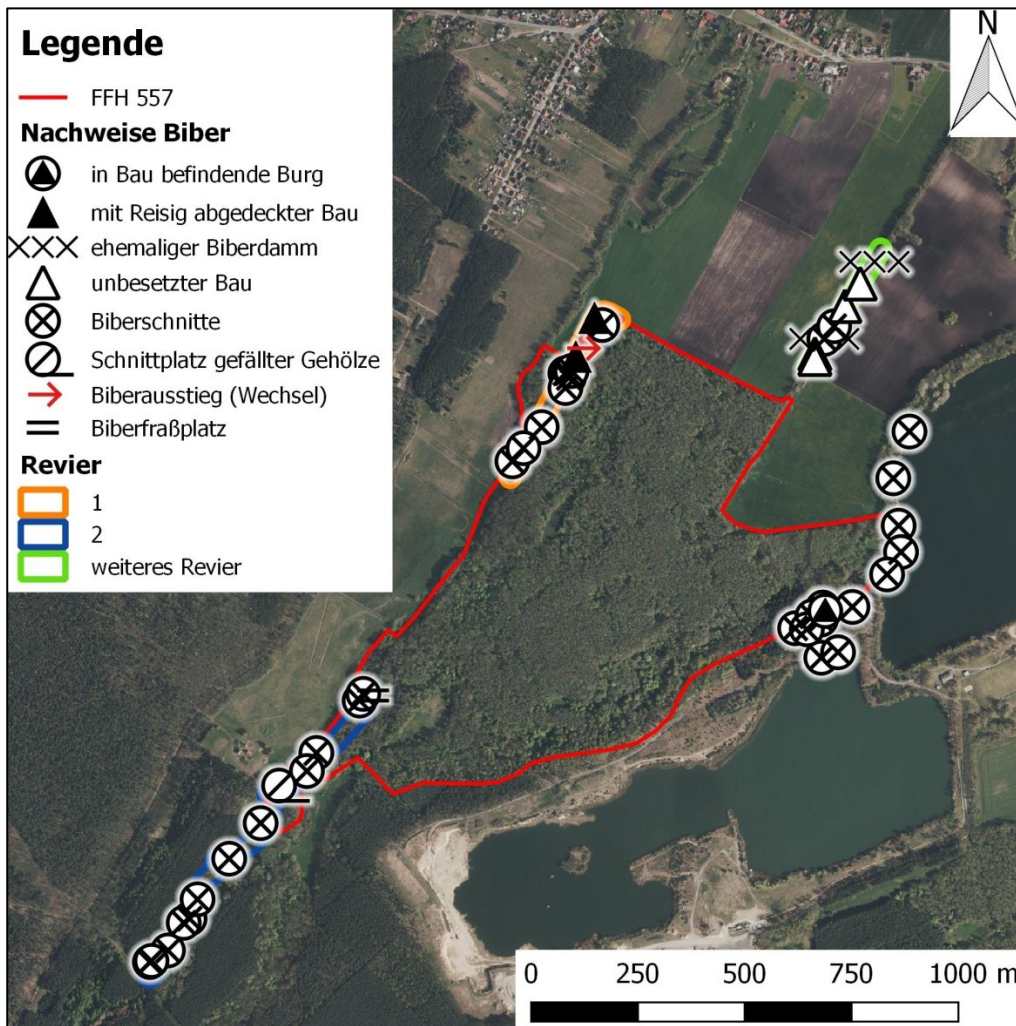 Legende
FFH 557
Nachweise Biber
in Bau befindende Burg
mit Reisig abgedeckter Bau
ehemaliger Biberdamm
unbesetzter Bau
Biberschnitte
Schnittplatz gefällter Gehölze
Biberausstieg (Wechsel)
Biberfraßplatz
Revier
1
2
weiteres Revier
N
0 250 500 750 1000 m